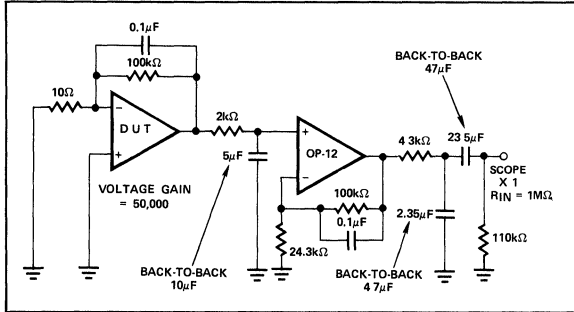 0.1μF
100kΩ
10Ω
−
+
DUT
VOLTAGE GAIN
= 50,000
2kΩ
5μF
BACK-TO-BACK
10μF
+
−
OP-12
100kΩ
0.1μF
24.3kΩ
BACK-TO-BACK
4 7μF
4 3kΩ
2.35μF
BACK-TO-BACK
47μF
23 5μF
SCOPE
X 1
RIN = 1MΩ
110kΩ